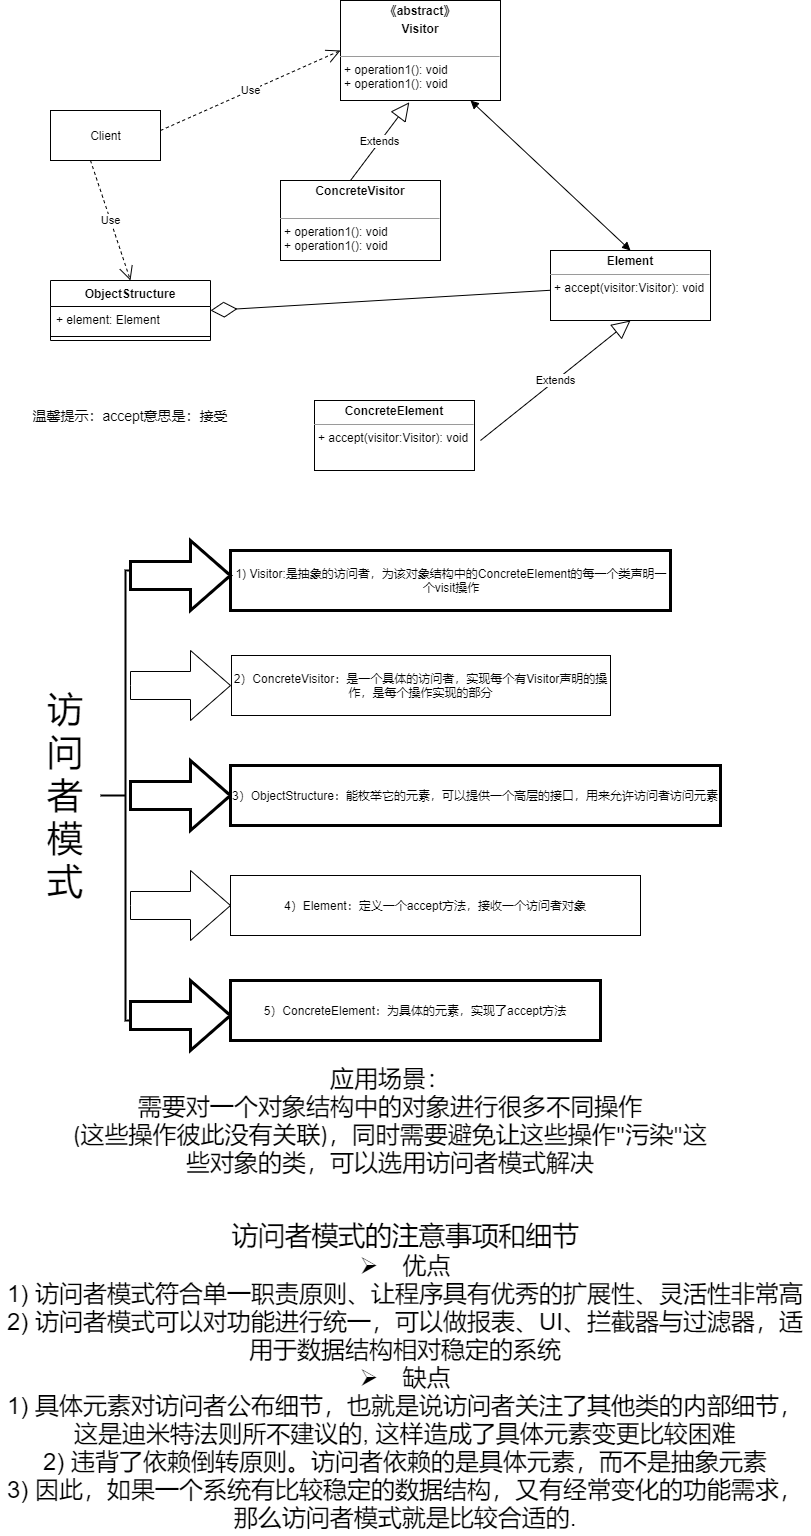 《abstract》
Visitor
+ operation1(): void
+ operation1(): void
Use
Client
Extends
ConcreteVisitor
+ operation1(): void
+ operation1(): void
Use
Element
+ accept(visitor:Visitor): void
ObjectStructure
+ element: Element
Extends
ConcreteElement
+ accept(visitor:Visitor): void
温馨提示：accept意思是：接受
访问者模式
1) Visitor:是抽象的访问者，为该对象结构中的ConcreteElement的每一个类声明一
个visit操作
2）ConcreteVisitor：是一个具体的访问者，实现每个有Visitor声明的操
作，是每个操作实现的部分
3）ObjectStructure：能枚举它的元素，可以提供一个高层的接口，用来允许访问者访问元素
4）Element：定义一个accept方法，接收一个访问者对象
5）ConcreteElement：为具体的元素，实现了accept方法
应用场景：
需要对一个对象结构中的对象进行很多不同操作
(这些操作彼此没有关联)，同时需要避免让这些操作"污染"这
些对象的类，可以选用访问者模式解决
访问者模式的注意事项和细节
➢ 优点
1) 访问者模式符合单一职责原则、让程序具有优秀的扩展性、灵活性非常高
2) 访问者模式可以对功能进行统一，可以做报表、UI、拦截器与过滤器，适
用于数据结构相对稳定的系统
➢ 缺点
1) 具体元素对访问者公布细节，也就是说访问者关注了其他类的内部细节，
这是迪米特法则所不建议的, 这样造成了具体元素变更比较困难
2) 违背了依赖倒转原则。访问者依赖的是具体元素，而不是抽象元素
3) 因此，如果一个系统有比较稳定的数据结构，又有经常变化的功能需求，
那么访问者模式就是比较合适的.